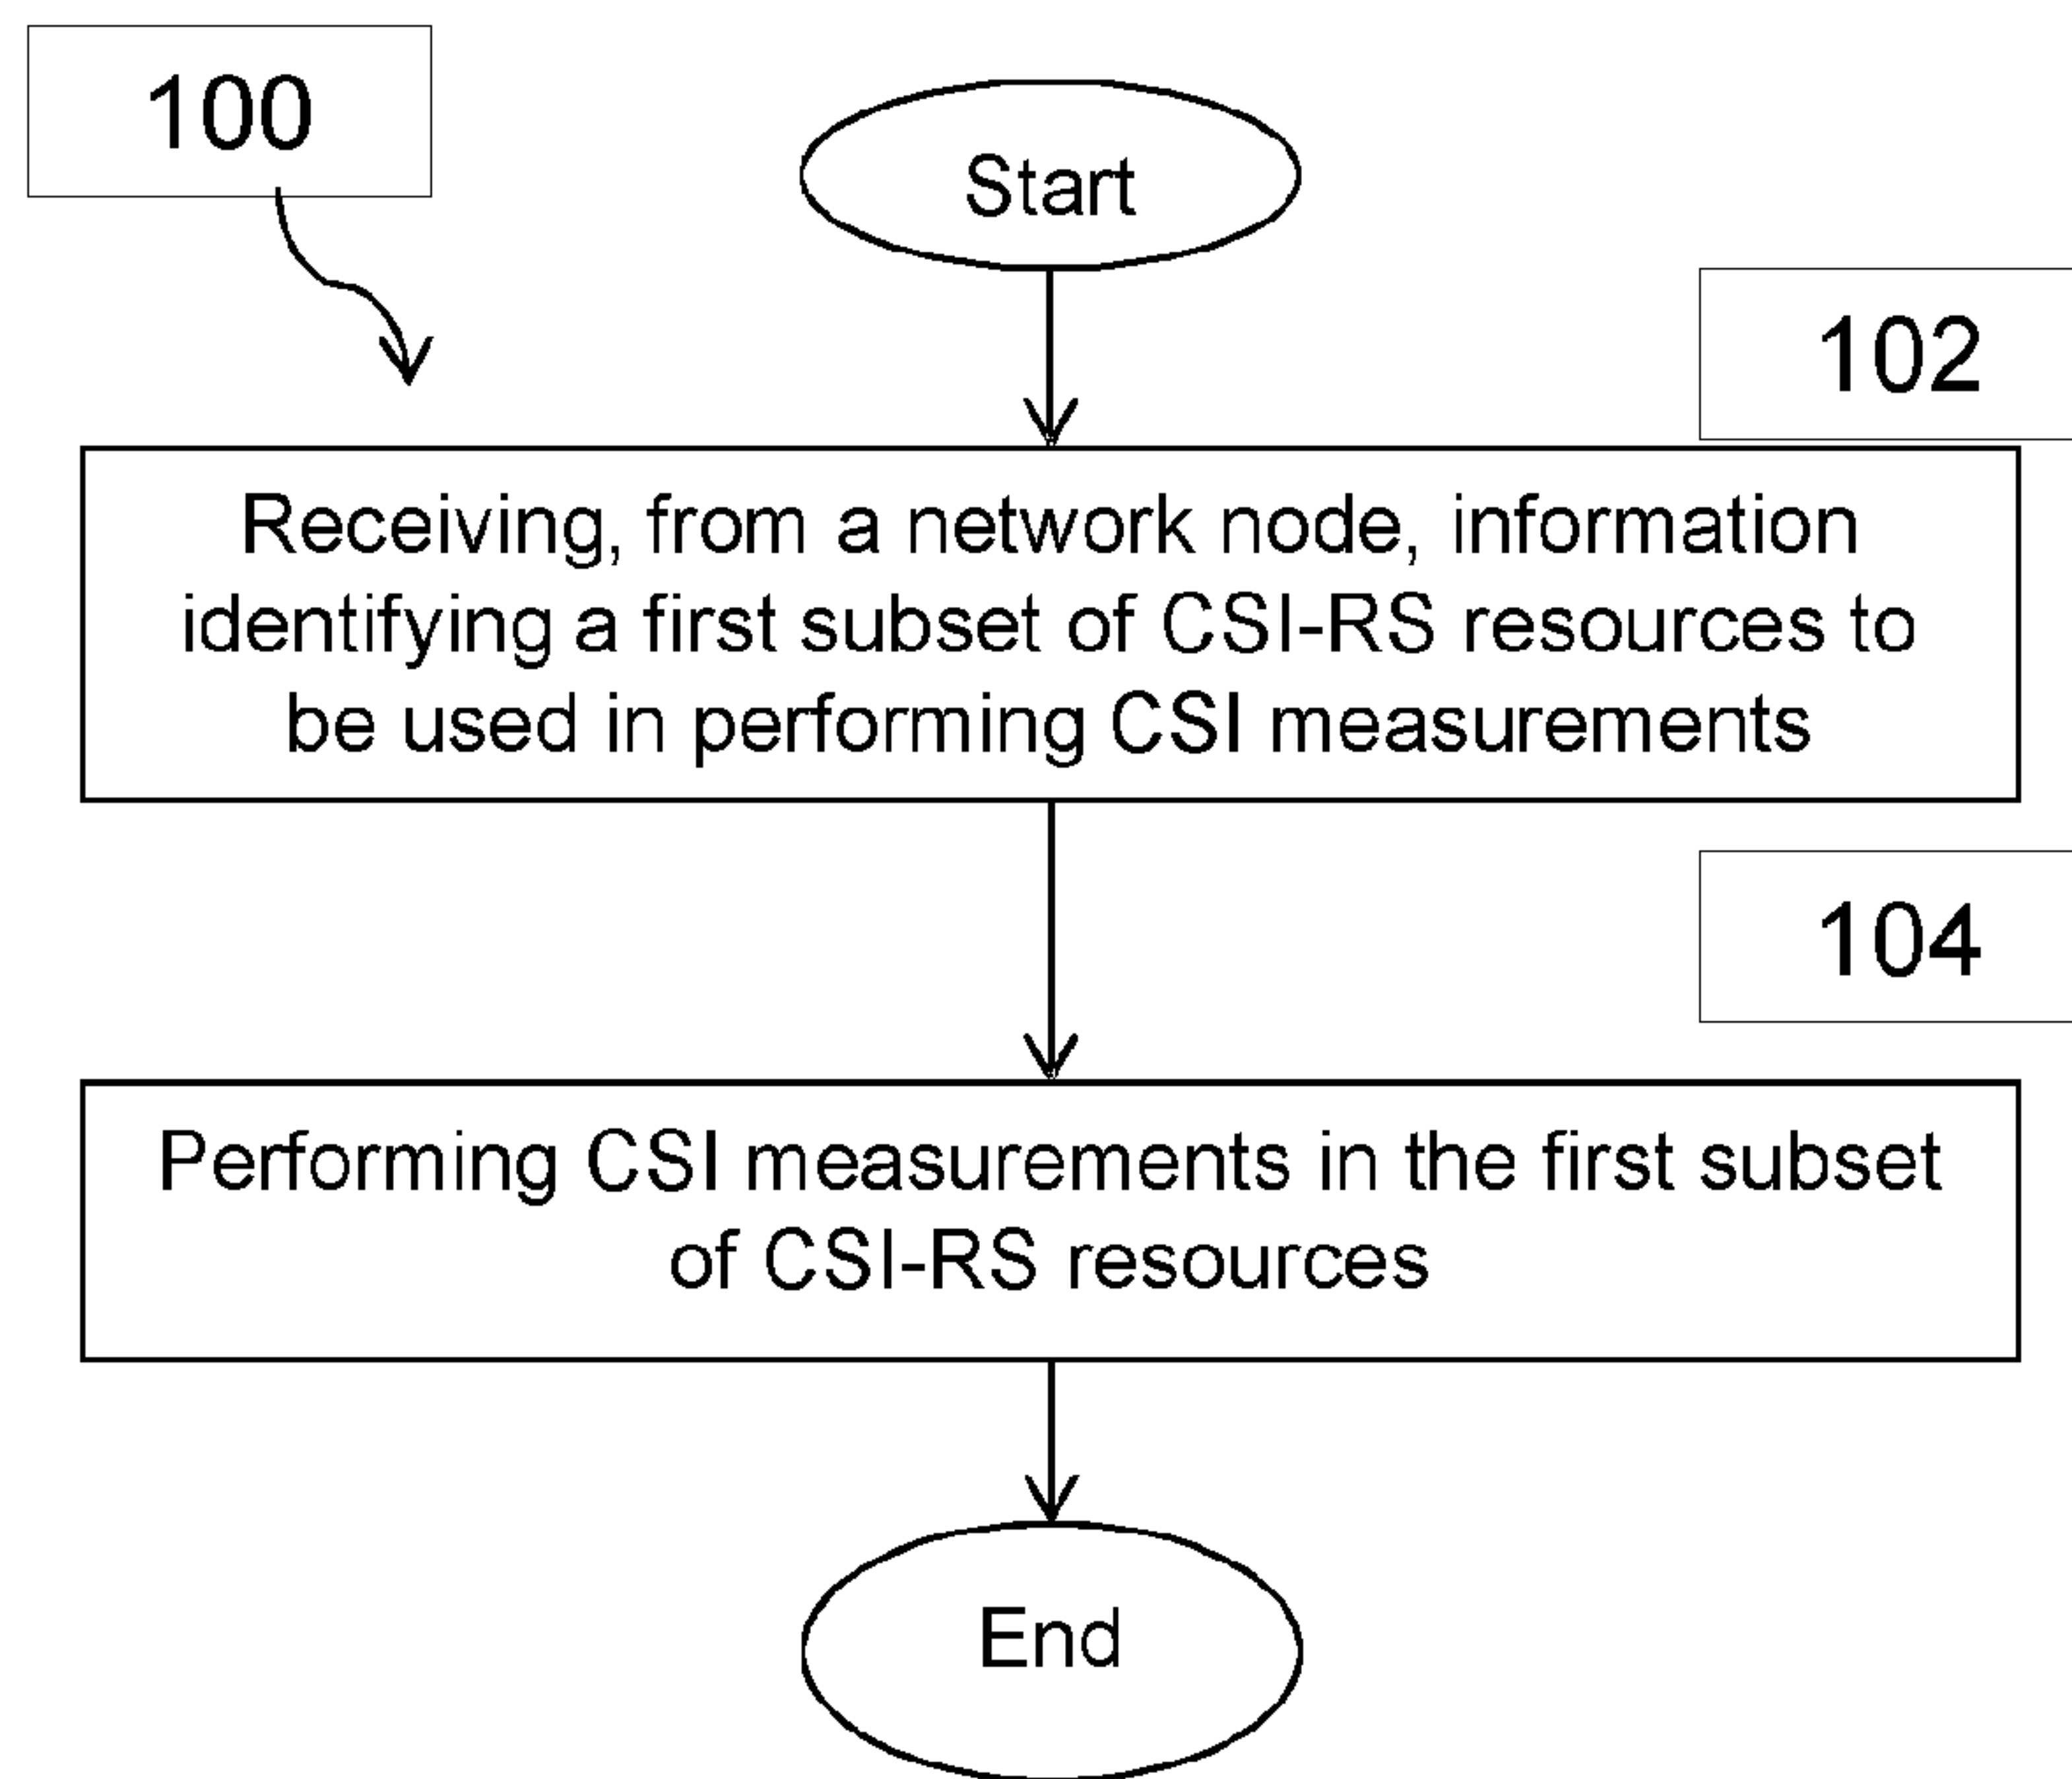 100
Start
102
Receiving, from a network node, information
identifying a first subset of CSI-RS resources to
be used in performing CSI measurements
104
Performing CSI measurements in the first subset
of CSI-RS resources
End